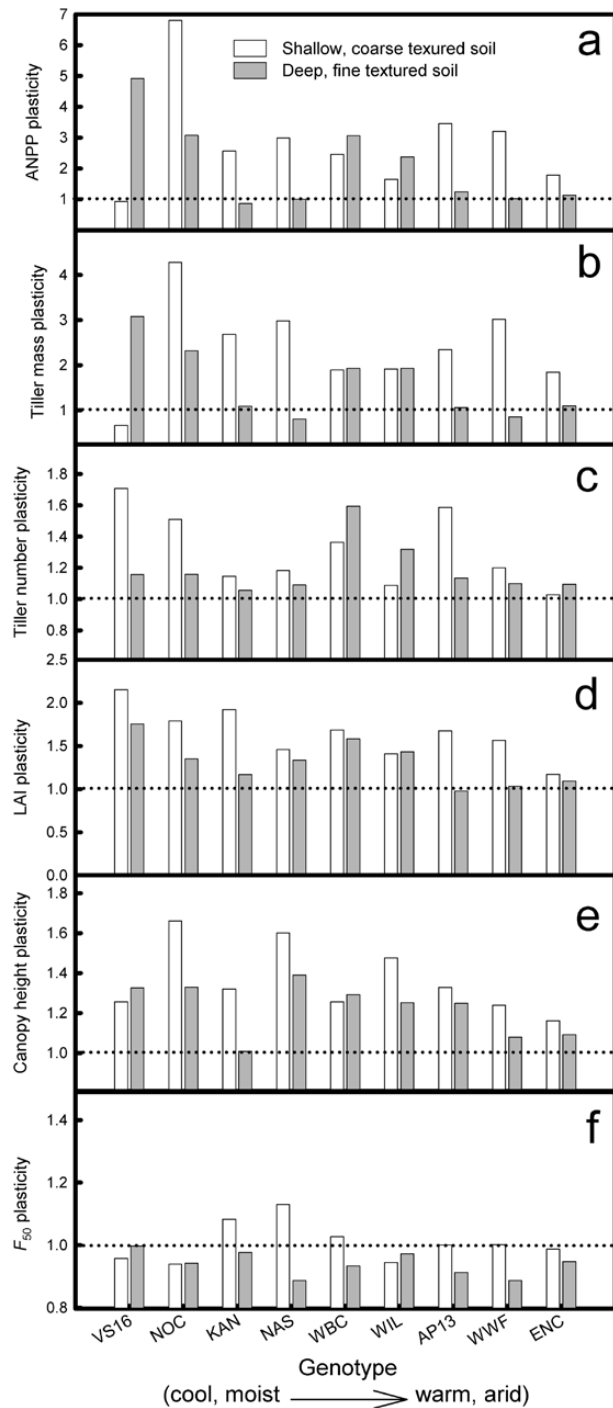 7
6
5
4
3
2
1
ANPP plasticity
Shallow, coarse textured soil
Deep, fine textured soil
a
4
3
2
1
Tiller mass plasticity
b
1.8
1.6
1.4
1.2
1.0
0.8
Tiller number plasticity
c
2.5
2.0
1.5
1.0
0.5
0.0
LAI plasticity
d
1.8
1.6
1.4
1.2
1.0
Canopy height plasticity
e
1.4
1.2
1.0
0.8
F50 plasticity
f
VS16 NOC KAN NAS WBC WIL AP13 WWF ENC
Genotype
(cool, moist warm, arid)